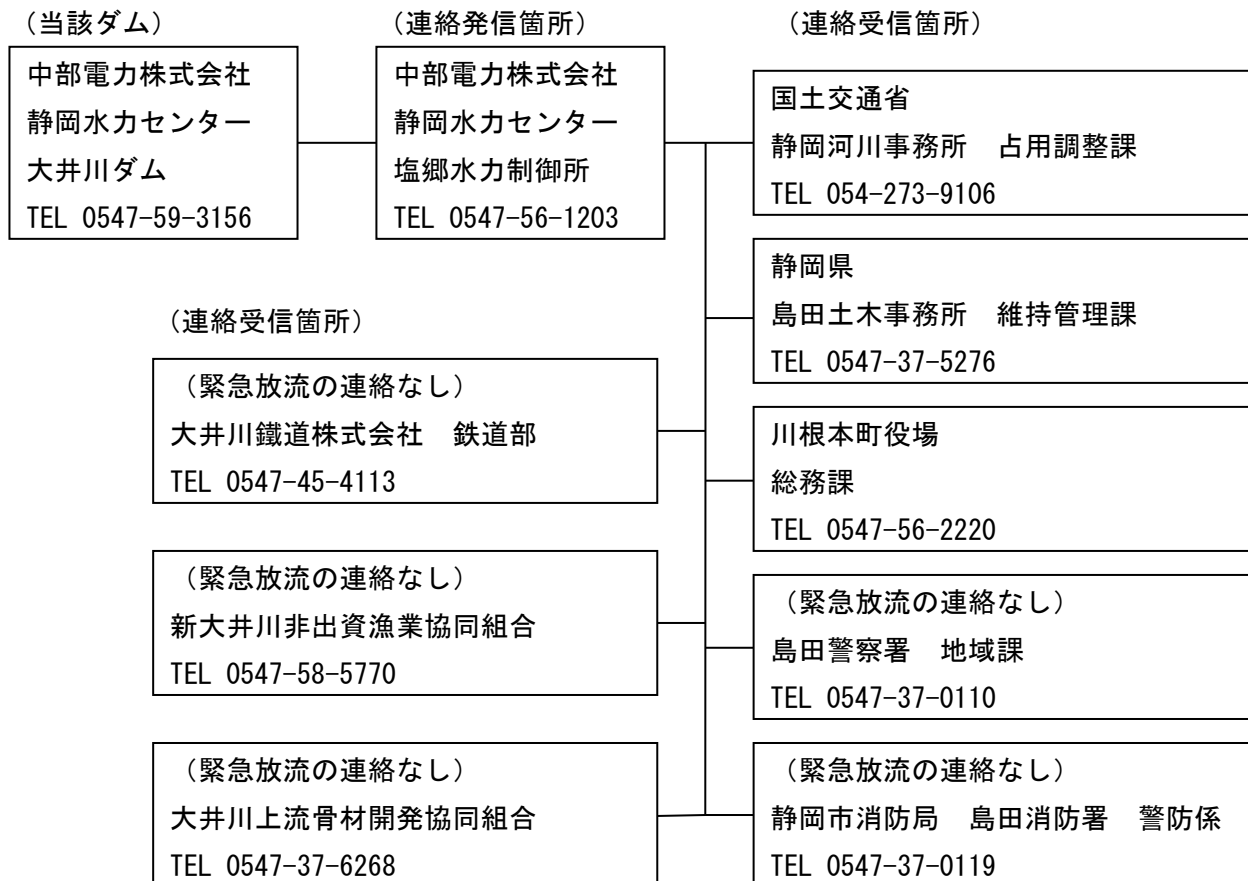 （当該ダム）
中部電力株式会社
静岡水力センター
大井川ダム
TEL 0547-59-3156
（連絡発信箇所）
中部電力株式会社
静岡水力センター
塩郷水力制御所
TEL 0547-56-1203
（連絡受信箇所）
国土交通省
静岡河川事務所　占用調整課
TEL 054-273-9106
静岡県
島田土木事務所　維持管理課
TEL 0547-37-5276
川根本町役場
総務課
TEL 0547-56-2220
（緊急放流の連絡なし）
島田警察署　地域課
TEL 0547-37-0110
（緊急放流の連絡なし）
静岡市消防局　島田消防署　警防係
TEL 0547-37-0119
（連絡受信箇所）
（緊急放流の連絡なし）
大井川鐵道株式会社　鉄道部
TEL 0547-45-4113
（緊急放流の連絡なし）
新大井川非出資漁業協同組合
TEL 0547-58-5770
（緊急放流の連絡なし）
大井川上流骨材開発協同組合
TEL 0547-37-6268